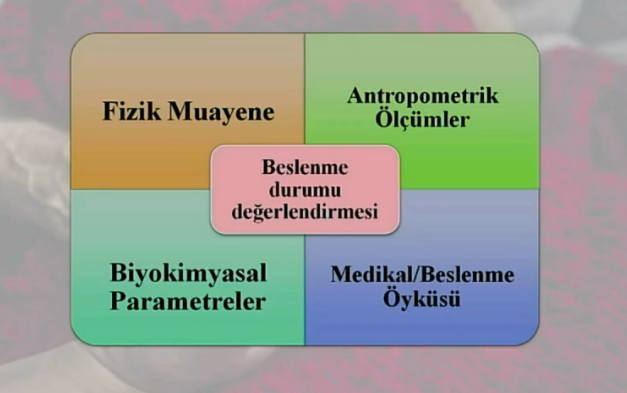 Fizik Muayene
Antropometrik
Ölçümler
Beslenme
durumu
değerlendirmesi
Biyokimyasal
Parametreler
Medikal/Beslenme
Öyküsü